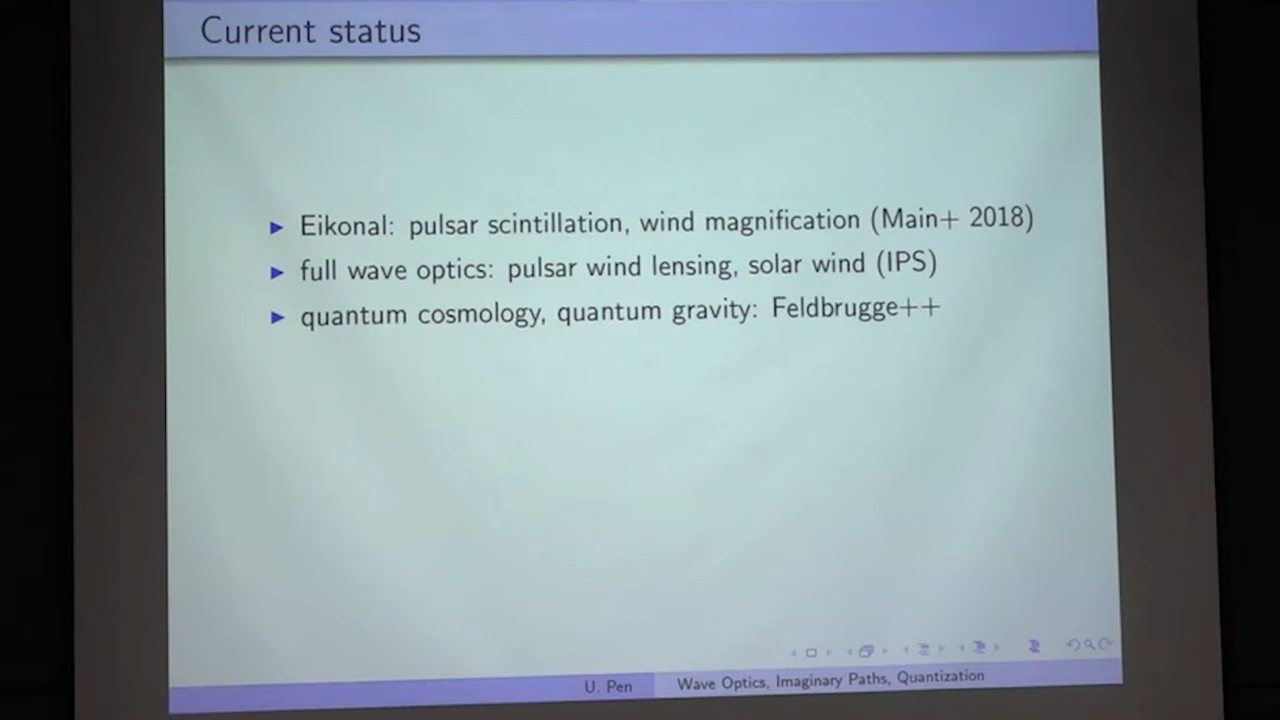 Current status
Eikonal: pulsar scintillation, wind magnification (Main+ 2018)
full wave optics: pulsar wind lensing, solar wind (IPS)
quantum cosmology, quantum gravity: Feldbrugge++
U. Pen Wave Optics, Imaginary Paths, Quantization